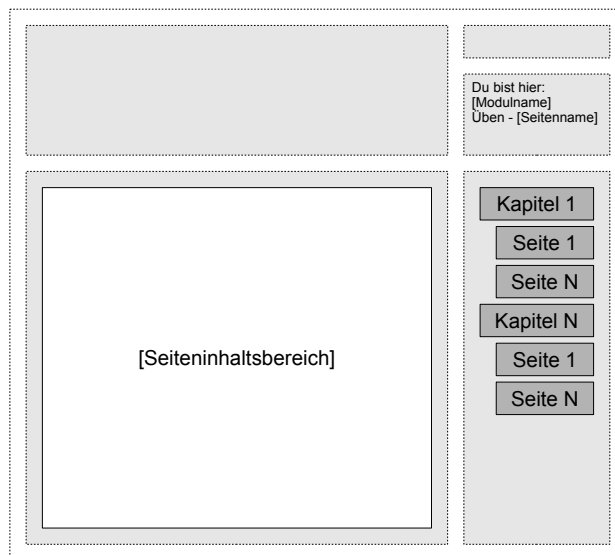 Du bist hier:
[Modulname]
Üben - [Seitenname]
Kapitel 1
Seite 1
Seite N
Kapitel N
Seite 1
Seite N
[Seiteninhaltsbereich]